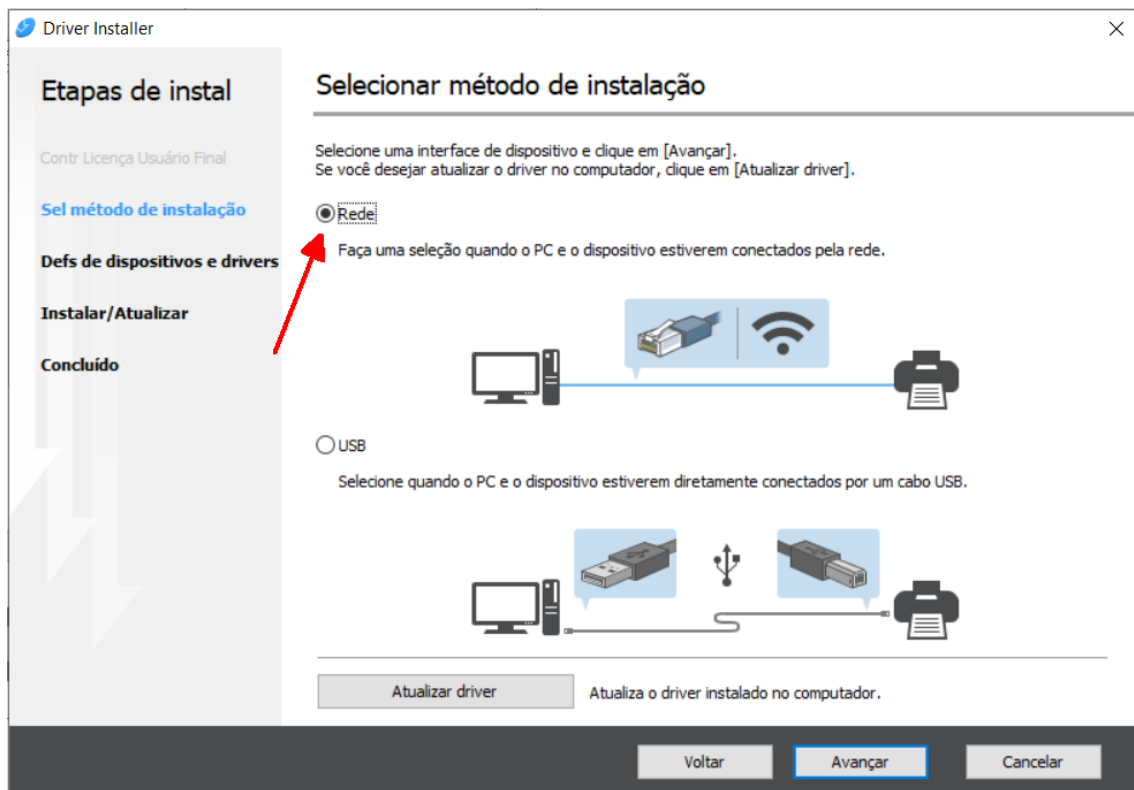 Driver Installer
Etapas de instal
Contr Licença Usuário Final
Sel método de instalação
Defs de dispositivos e drivers
Instalar/Atualizar
Concluído
Selecionar método de instalação
Selecione uma interface de dispositivo e clique em [Avançar].
Se você desejar atualizar o driver no computador, clique em [Atualizar driver].
Rede
Faça uma seleção quando o PC e o dispositivo estiverem conectados pela rede.
USB
Selecione quando o PC e o dispositivo estiverem diretamente conectados por um cabo USB.
Atualizar driver
Atualiza o driver instalado no computador.
Voltar
Avançar
Cancelar